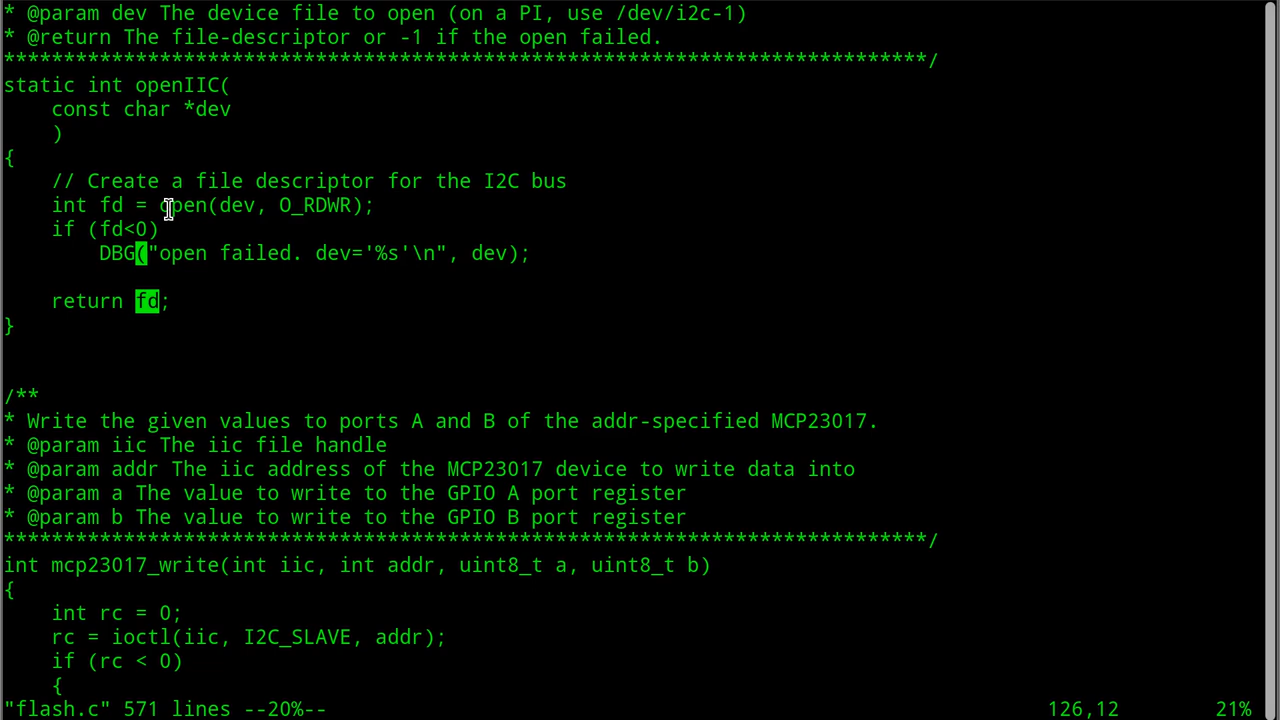 * @param dev The device file to open (on a PI, use /dev/i2c-1)
* @return The file-descriptor or -1 if the open failed.
*****************************************************************************/
static int openIIC(
    const char *dev
    )
{
    // Create a file descriptor for the I2C bus
    int fd = open(dev, O_RDWR);
    if (fd<0)
        DBG("open failed. dev='%s'\n", dev);
    return fd;
}
/**
* Write the given values to ports A and B of the addr-specified MCP23017.
* @param iic The iic file handle
* @param addr The iic address of the MCP23017 device to write data into
* @param a The value to write to the GPIO A port register
* @param b The value to write to the GPIO B port register
*****************************************************************************/
int mcp23017_write(int iic, int addr, uint8_t a, uint8_t b)
{
    int rc = 0;
    rc = ioctl(iic, I2C_SLAVE, addr);
    if (rc < 0)
    {
"flash.c" 571 lines --20%-- 126,12 21%